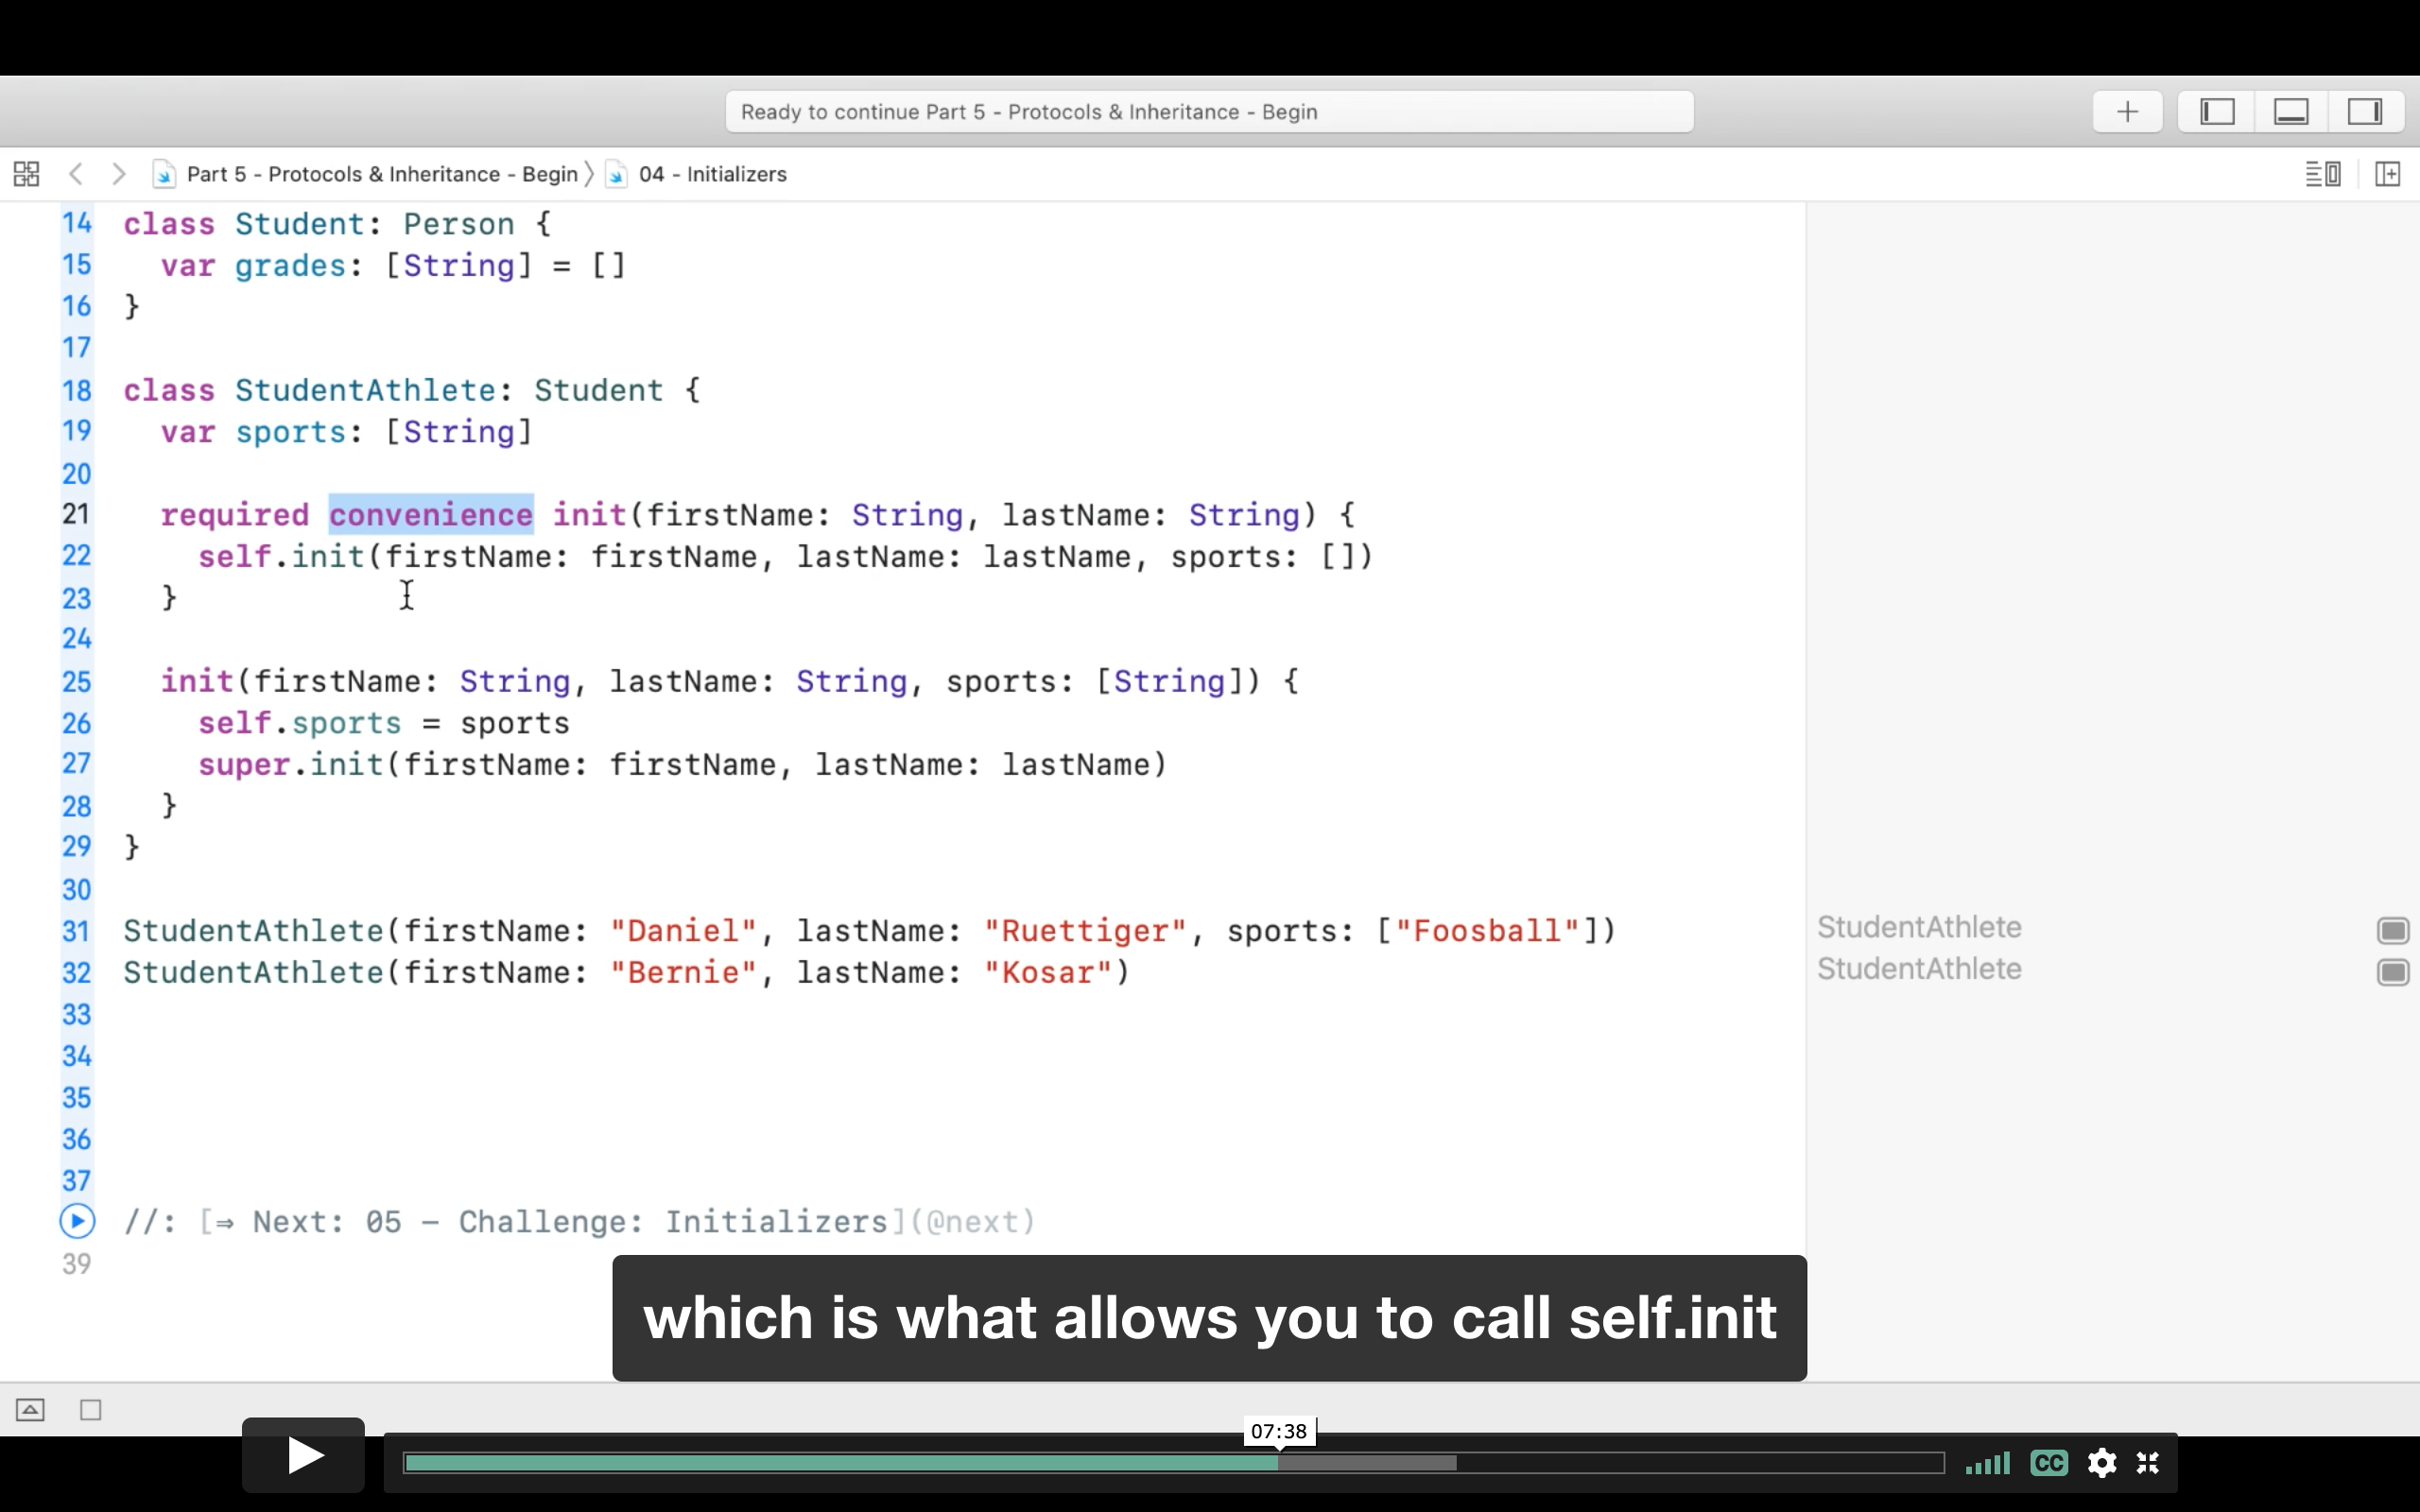 Ready to continue Part 5 - Protocols & Inheritance - Begin
Part 5 - Protocols & Inheritance - Begin 〉 04 - Initializers
14 class Student: Person {
15   var grades: [String] = []
16 }
17
18 class StudentAthlete: Student {
19   var sports: [String]
20
21   required convenience init(firstName: String, lastName: String) {
22     self.init(firstName: firstName, lastName: lastName, sports: [])
23   }
24
25   init(firstName: String, lastName: String, sports: [String]) {
26     self.sports = sports
27     super.init(firstName: firstName, lastName: lastName)
28   }
29 }
30
31 StudentAthlete(firstName: "Daniel", lastName: "Ruettiger", sports: ["Foosball"]) StudentAthlete
32 StudentAthlete(firstName: "Bernie", lastName: "Kosar") StudentAthlete
33
34
35
36
37
//: [⇒ Next: 05 – Challenge: Initializers](@next)
39
which is what allows you to call self.init
07:38
CC